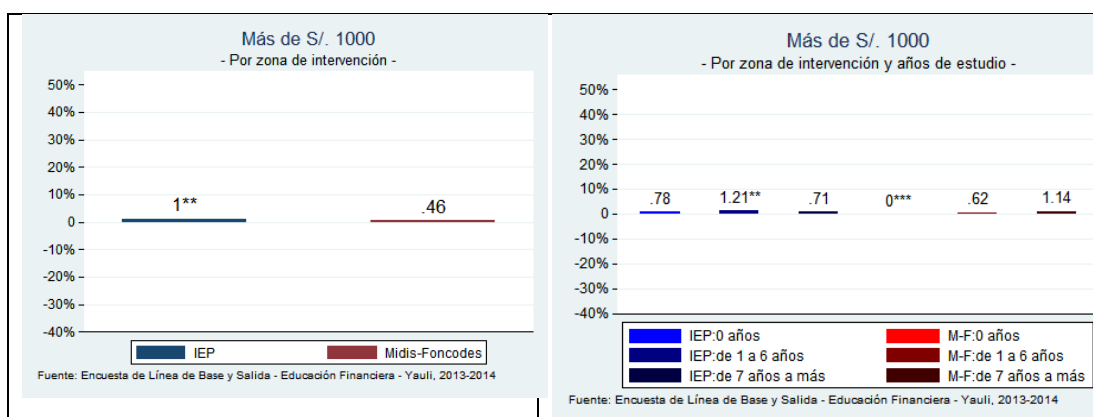 Más de S/. 1000
- Por zona de intervención -
50%
40%
30%
20%
10%
0
-10%
-20%
-30%
-40%
1**
.46
IEP
Midis-Foncodes
Fuente: Encuesta de Línea de Base y Salida - Educación Financiera - Yauli, 2013-2014
Más de S/. 1000
- Por zona de intervención y años de estudio -
50%
40%
30%
20%
10%
0
-10%
-20%
-30%
-40%
.78
1.21**
.71
0***
.62
1.14
IEP:0 años
M-F:0 años
IEP:de 1 a 6 años
M-F:de 1 a 6 años
IEP:de 7 años a más
M-F:de 7 años a más
Fuente: Encuesta de Línea de Base y Salida - Educación Financiera - Yauli, 2013-2014